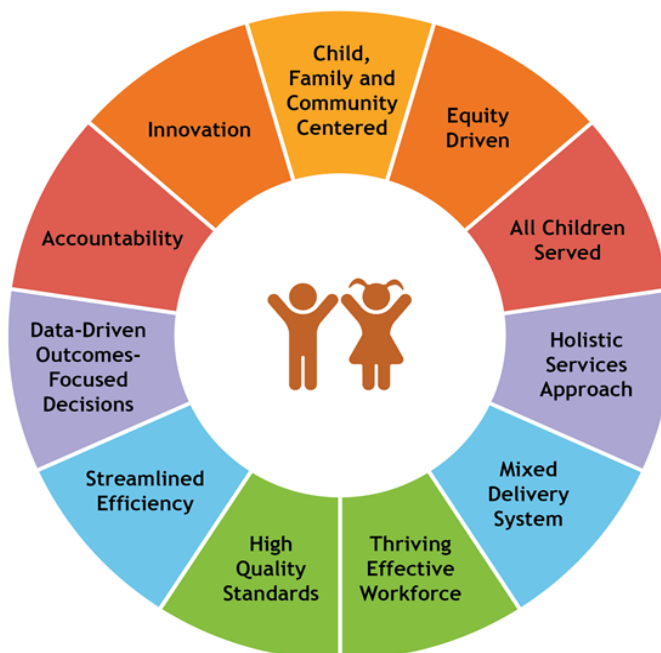 Child,
Family and
Community
Centered
Equity
Driven
All Children
Served
Holistic
Services
Approach
Mixed
Delivery
System
Thriving
Effective
Workforce
High
Quality
Standards
Streamlined
Efficiency
Data-Driven
Outcomes-
Focused
Decisions
Accountability
Innovation